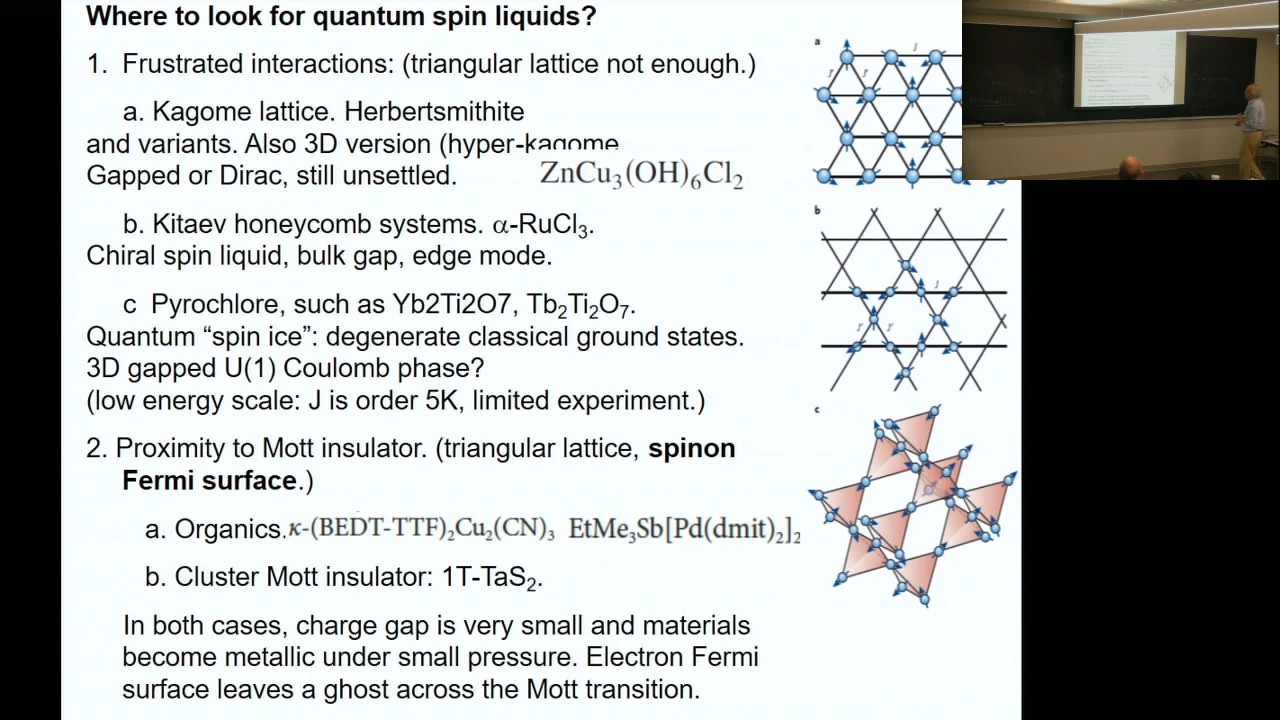 Where to look for quantum spin liquids?
1. Frustrated interactions: (triangular lattice not enough.)
a. Kagome lattice. Herbertsmithite
and variants. Also 3D version (hyper-kagome
Gapped or Dirac, still unsettled.
ZnCu₃(OH)₆Cl₂
b. Kitaev honeycomb systems. α-RuCl₃.
Chiral spin liquid, bulk gap, edge mode.
c Pyrochlore, such as Yb2Ti2O7, Tb₂Ti₂O₇.
Quantum “spin ice”: degenerate classical ground states.
3D gapped U(1) Coulomb phase?
(low energy scale: J is order 5K, limited experiment.)
2. Proximity to Mott insulator. (triangular lattice, spinon
Fermi surface.)
a. Organics. κ-(BEDT-TTF)₂Cu₂(CN)₃ EtMe₃Sb[Pd(dmit)₂]₂
b. Cluster Mott insulator: 1T-TaS₂.
In both cases, charge gap is very small and materials
become metallic under small pressure. Electron Fermi
surface leaves a ghost across the Mott transition.
a
J
J' J'
b
J
J' J'
c